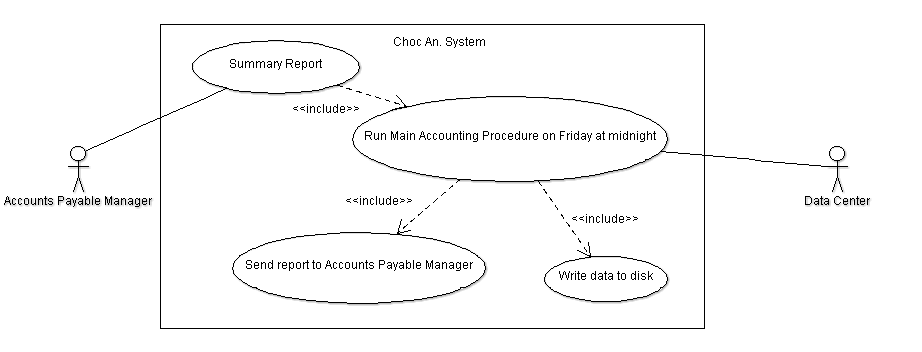 Choc An. System
Summary Report
<<include>>
Run Main Accounting Procedure on Friday at midnight
Accounts Payable Manager
Data Center
<<include>>
<<include>>
Send report to Accounts Payable Manager
Write data to disk